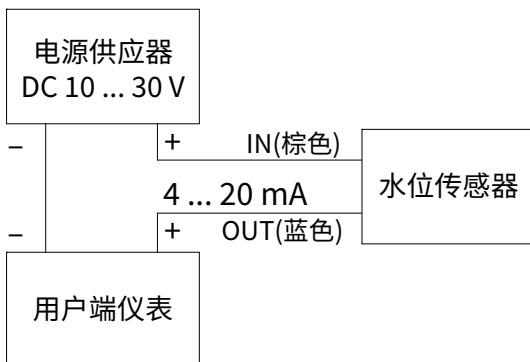 电源供应器
DC 10 ... 30 V
−
+
IN(棕色)
4 ... 20 mA
水位传感器
−
+
OUT(蓝色)
用户端仪表